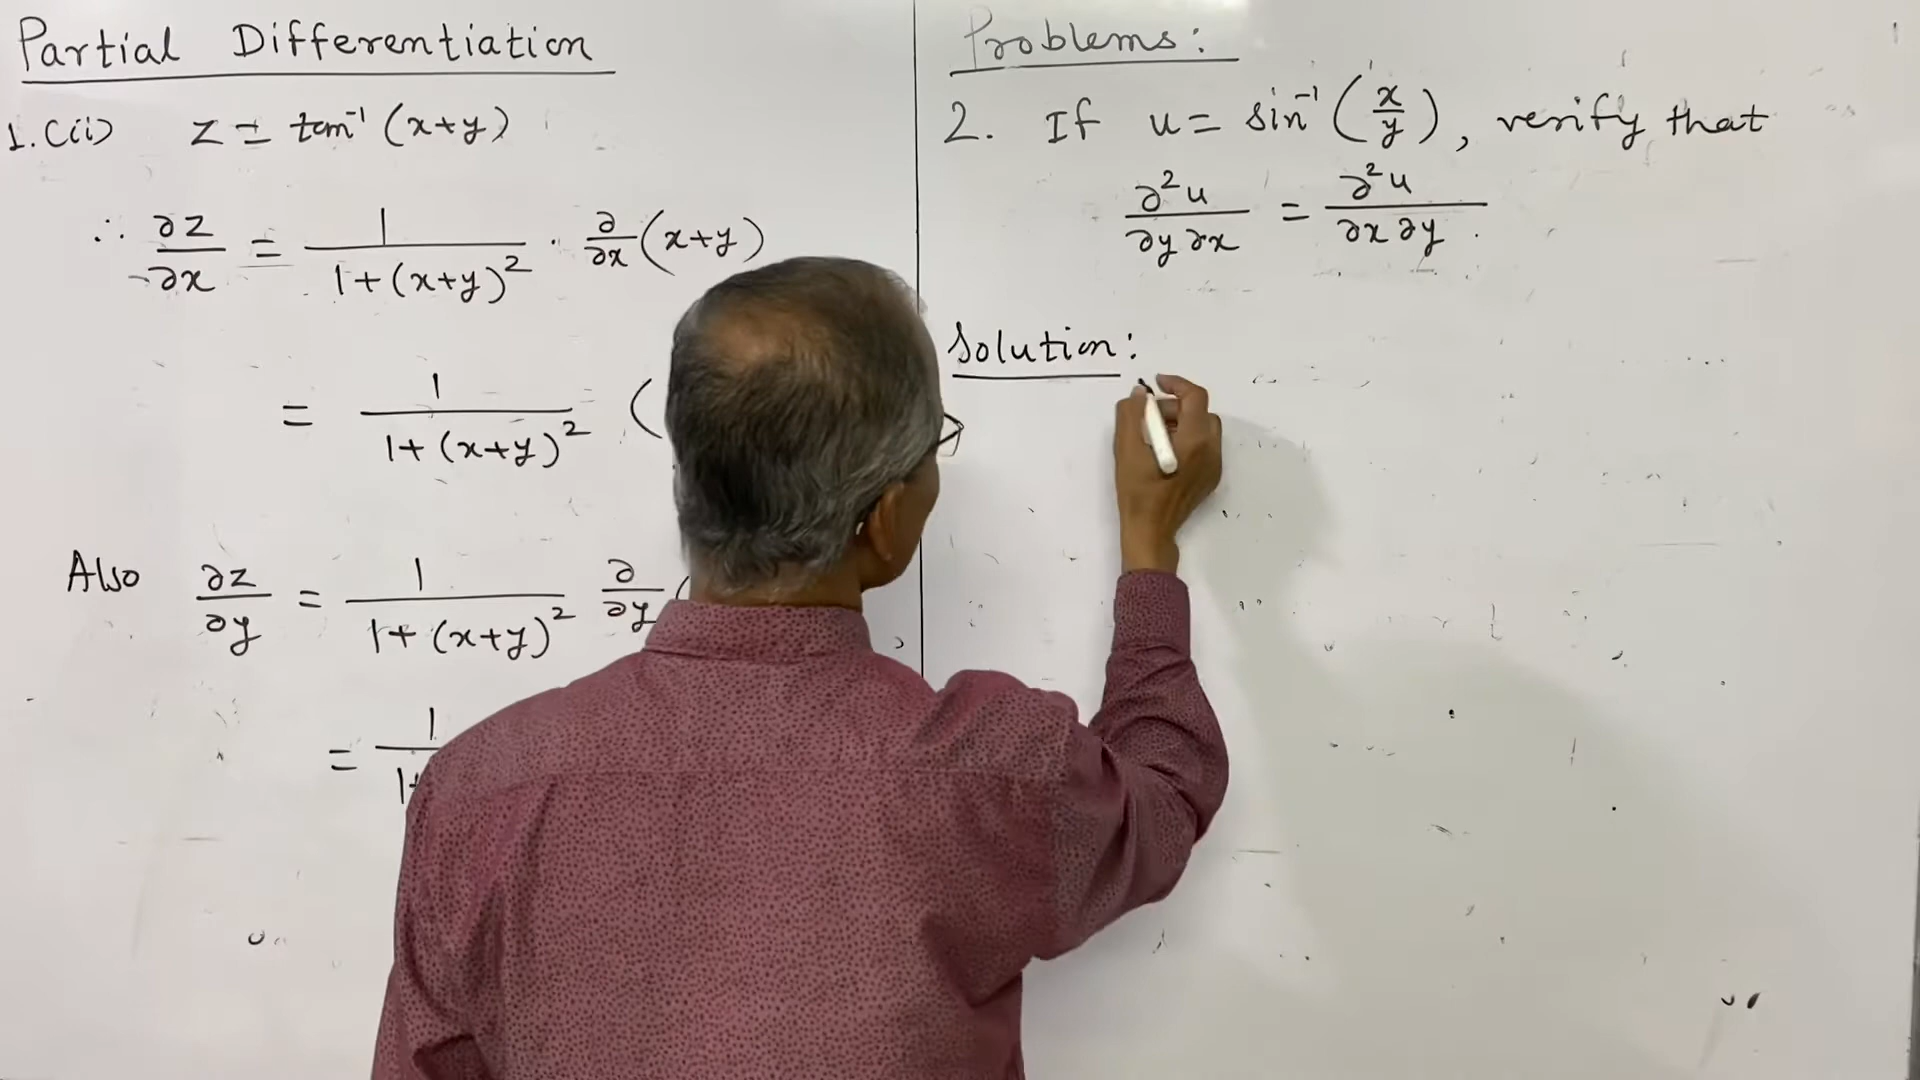 Partial Differentiation
1.C(i) z = tan⁻¹ (x+y)
∴ ∂z/∂x = 1/(1+(x+y)²) · ∂/∂x (x+y)
= 1/(1+(x+y)²) (
Also ∂z/∂y = 1/(1+(x+y)²) ∂/∂y (
= 1/1+
Problems:
2. If u = sin⁻¹ (x/y), verify that
∂²u/∂y∂x = ∂²u/∂x∂y .
Solution: